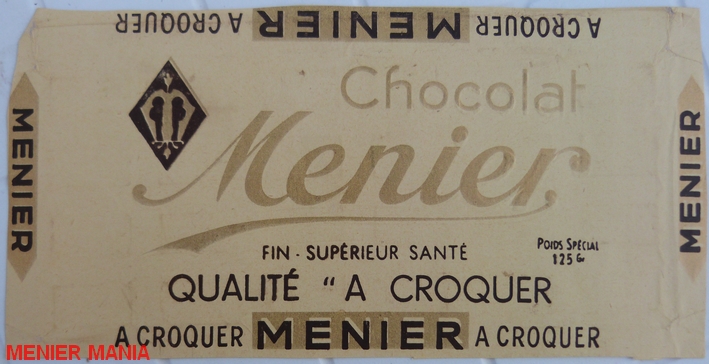 A CROQUER MENIER A CROQUER
Chocolat
Menier.
MENIER
MENIER
FIN - SUPÉRIEUR SANTÉ
POIDS SPÉCIAL
125 Gr
QUALITÉ " A CROQUER
A CROQUER MENIER A CROQUER
MENIER MANIA